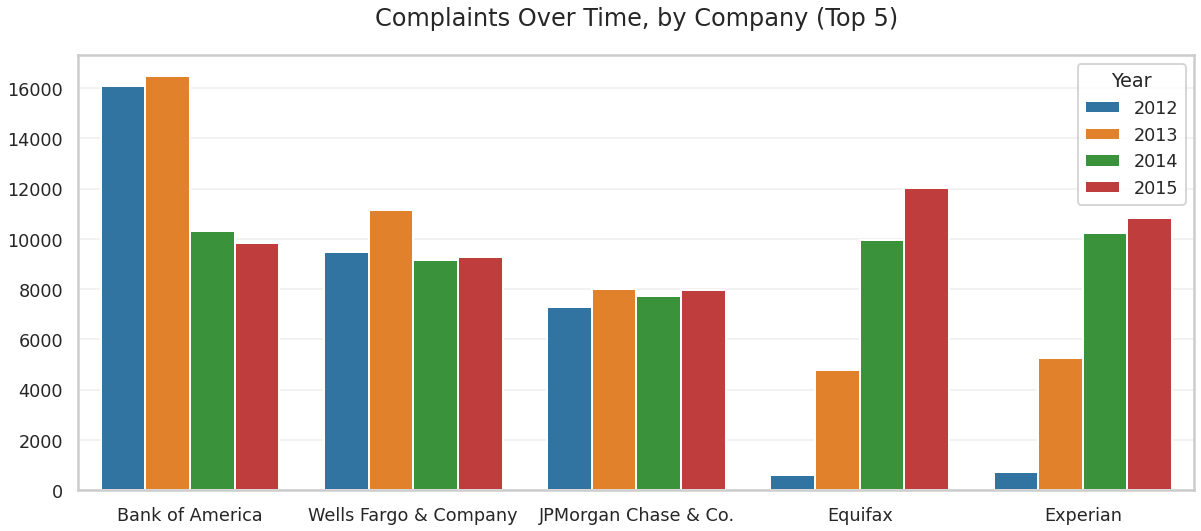 Complaints Over Time, by Company (Top 5)
16000
14000
12000
10000
8000
6000
4000
2000
0
Year
2012
2013
2014
2015
Bank of America
Wells Fargo & Company
JPMorgan Chase & Co.
Equifax
Experian